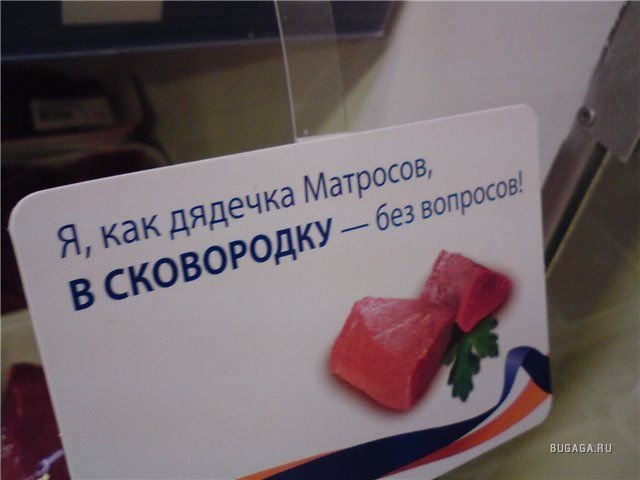 Я, как дядечка Матросов,
В СКОВОРОДКУ — без вопросов!
BUGAGA.RU